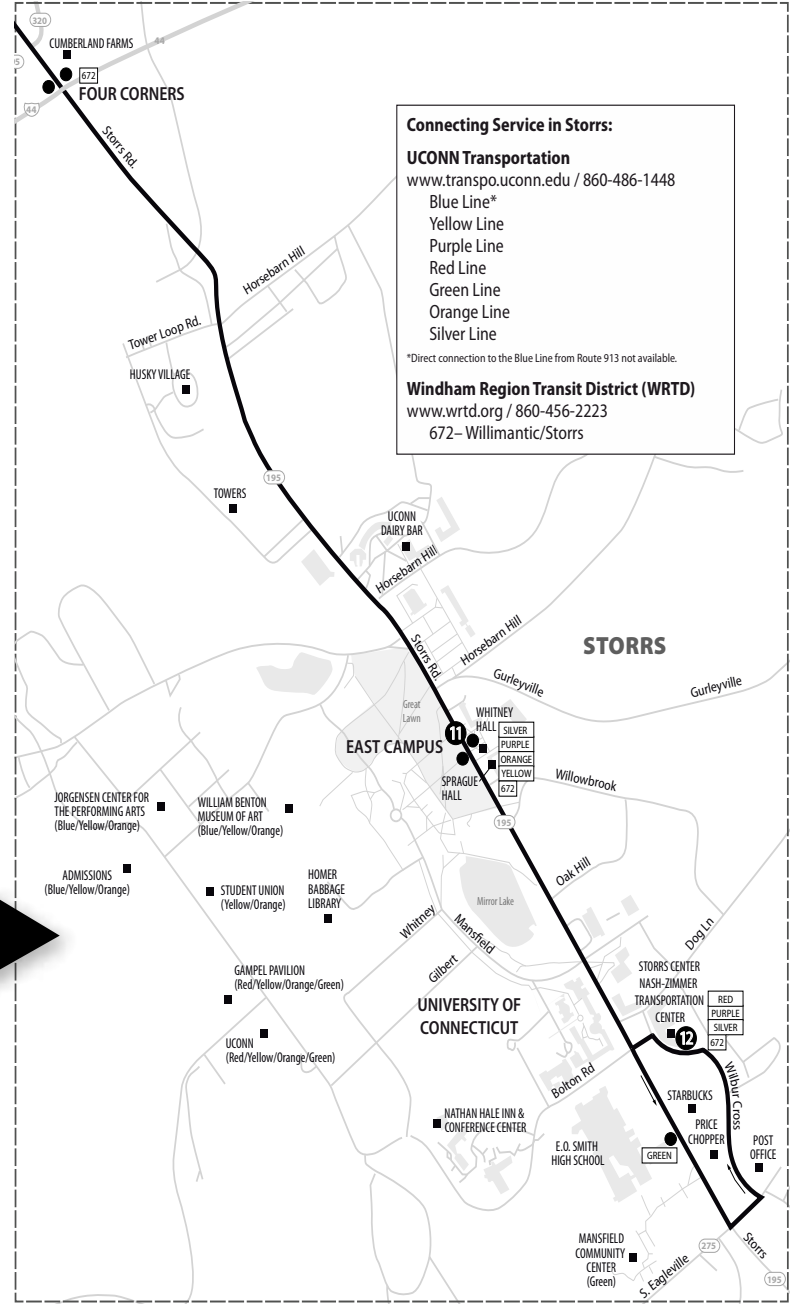 320
CUMBERLAND FARMS
44
672
FOUR CORNERS
44
Storrs Rd.
Connecting Service in Storrs:
UCONN Transportation
www.transpo.uconn.edu / 860-486-1448
Blue Line*
Yellow Line
Purple Line
Red Line
Green Line
Orange Line
Silver Line
*Direct connection to the Blue Line from Route 913 not available.
Windham Region Transit District (WRTD)
www.wrtd.org / 860-456-2223
672– Willimantic/Storrs
Horsebarn Hill
Tower Loop Rd.
HUSKY VILLAGE
195
TOWERS
UCONN
DAIRY BAR
Horsebarn Hill
Storrs Rd.
Horsebarn Hill
STORRS
Gurleyville
Gurleyville
Great
Lawn
WHITNEY
HALL
11
EAST CAMPUS
SILVER
PURPLE
ORANGE
YELLOW
672
SPRAGUE
HALL
Willowbrook
195
JORGENSEN CENTER FOR
THE PERFORMING ARTS
(Blue/Yellow/Orange)
WILLIAM BENTON
MUSEUM OF ART
(Blue/Yellow/Orange)
ADMISSIONS
(Blue/Yellow/Orange)
STUDENT UNION
(Yellow/Orange)
HOMER
BABBAGE
LIBRARY
Oak Hill
Mirror Lake
Whitney
Mansfield
Gilbert
Dog Ln
GAMPEL PAVILION
(Red/Yellow/Orange/Green)
UCONN
(Red/Yellow/Orange/Green)
UNIVERSITY OF
CONNECTICUT
STORRS CENTER
NASH-ZIMMER
TRANSPORTATION
CENTER
12
RED
PURPLE
SILVER
672
Bolton Rd
Wilbur Cross
STARBUCKS
PRICE
CHOPPER
POST
OFFICE
NATHAN HALE INN &
CONFERENCE CENTER
E.O. SMITH
HIGH SCHOOL
GREEN
MANSFIELD
COMMUNITY
CENTER
(Green)
275
S. Eagleville
Storrs
195